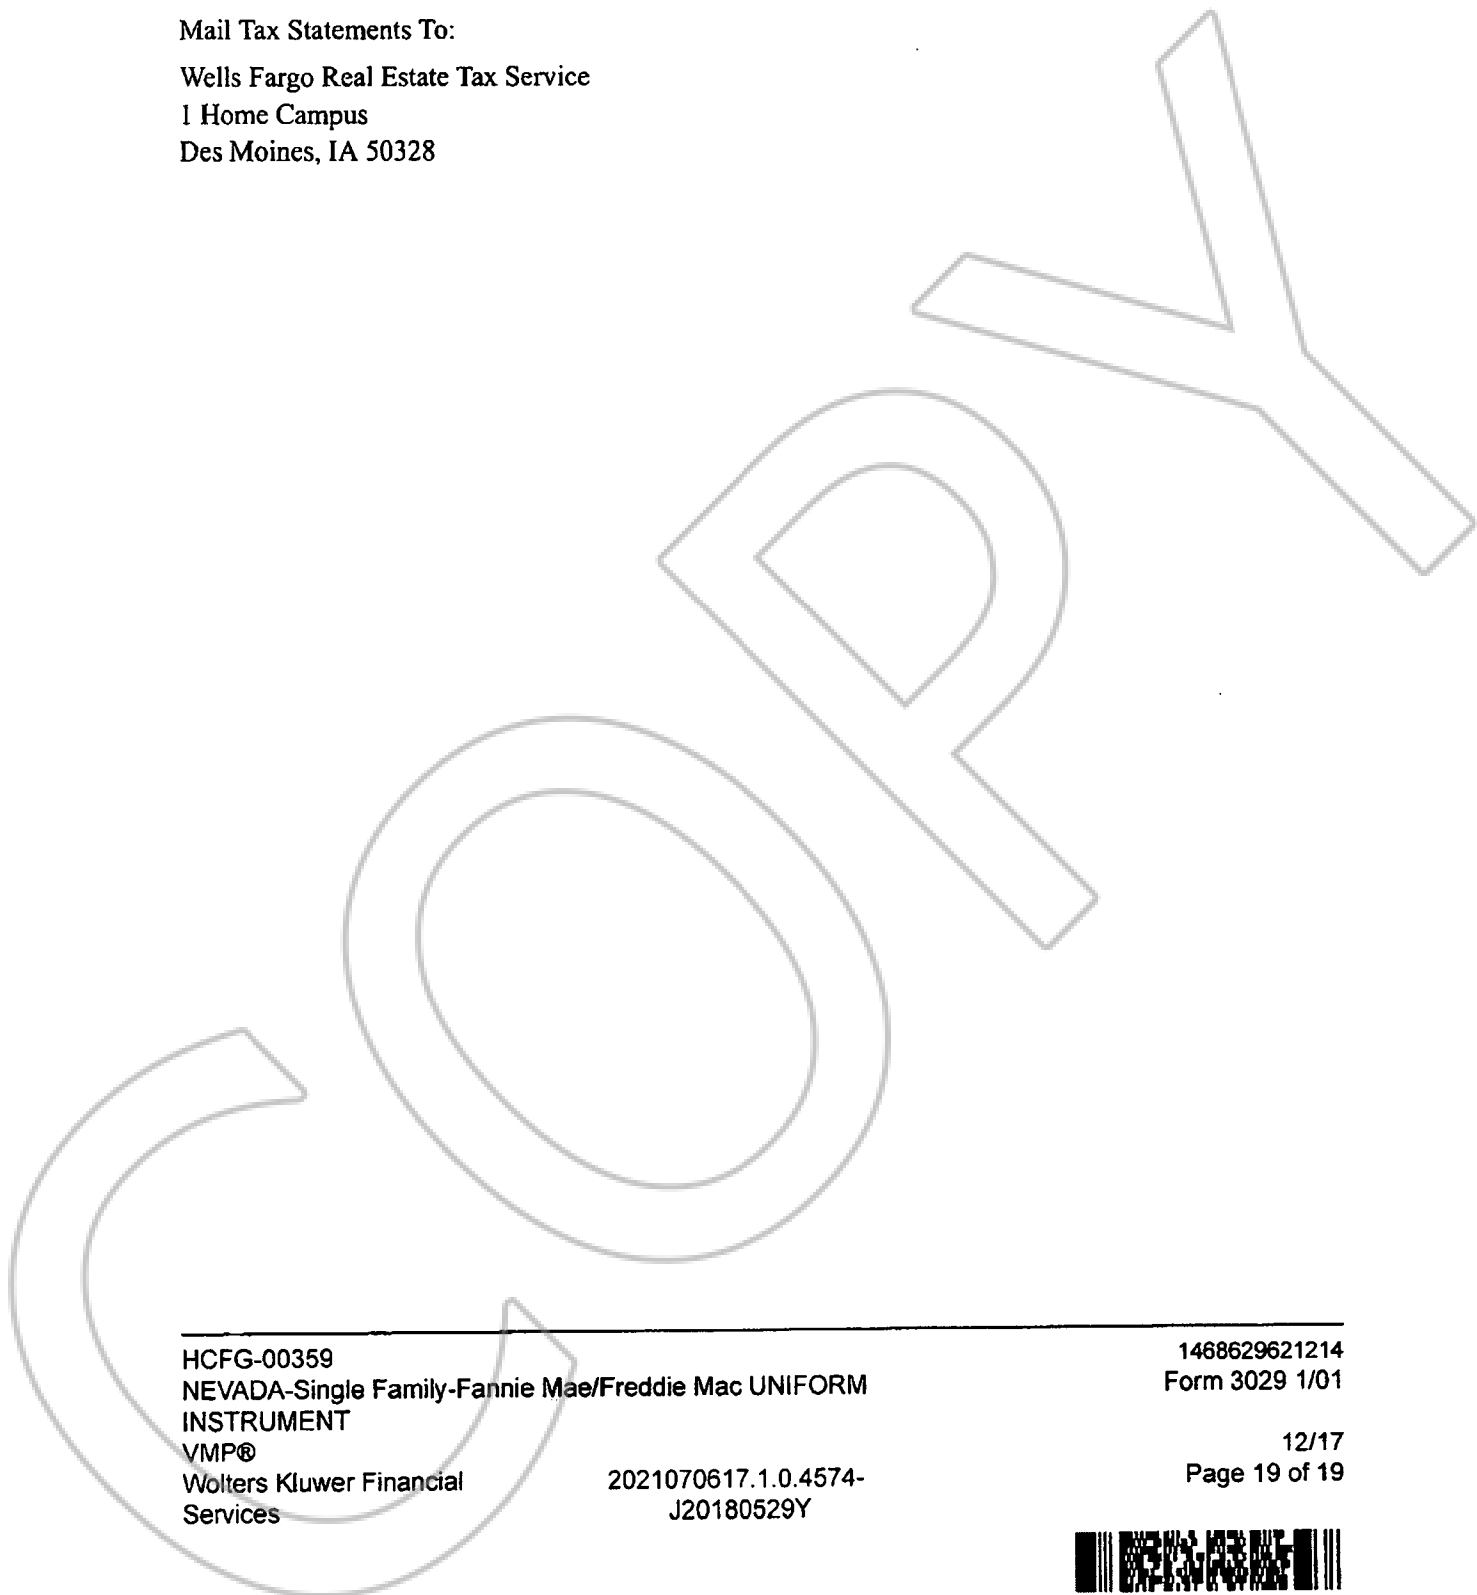 Mail Tax Statements To:
Wells Fargo Real Estate Tax Service
1 Home Campus
Des Moines, IA 50328
COPY
HCFG-00359
NEVADA-Single Family-Fannie Mae/Freddie Mac UNIFORM
INSTRUMENT
VMP®
Wolters Kluwer Financial
Services
2021070617.1.0.4574-
J20180529Y
1468629621214
Form 3029 1/01
12/17
Page 19 of 19